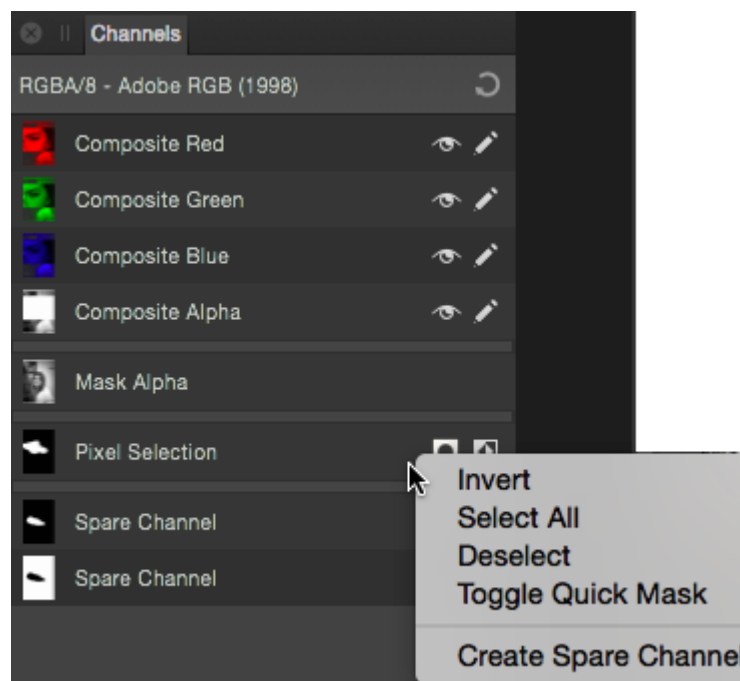 Channels
RGBA/8 - Adobe RGB (1998)
Composite Red
Composite Green
Composite Blue
Composite Alpha
Mask Alpha
Pixel Selection
Spare Channel
Spare Channel
Invert
Select All
Deselect
Toggle Quick Mask
Create Spare Channel